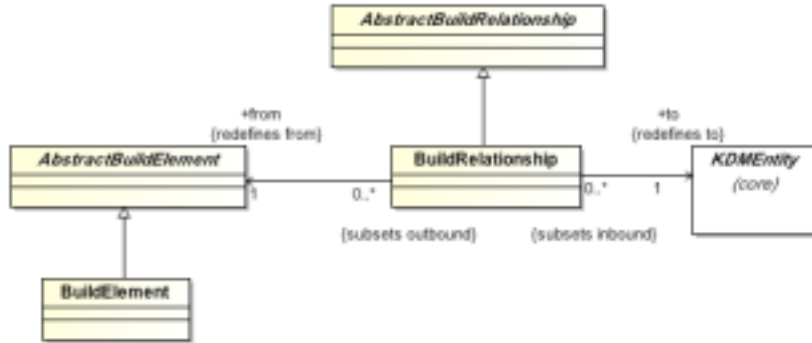 AbstractBuildRelationship
+from
{redefines from}
+to
{redefines to}
AbstractBuildElement
BuildRelationship
KDMEntity
(core)
1
0..*
0..*
1
{subsets outbound}
{subsets inbound}
BuildElement